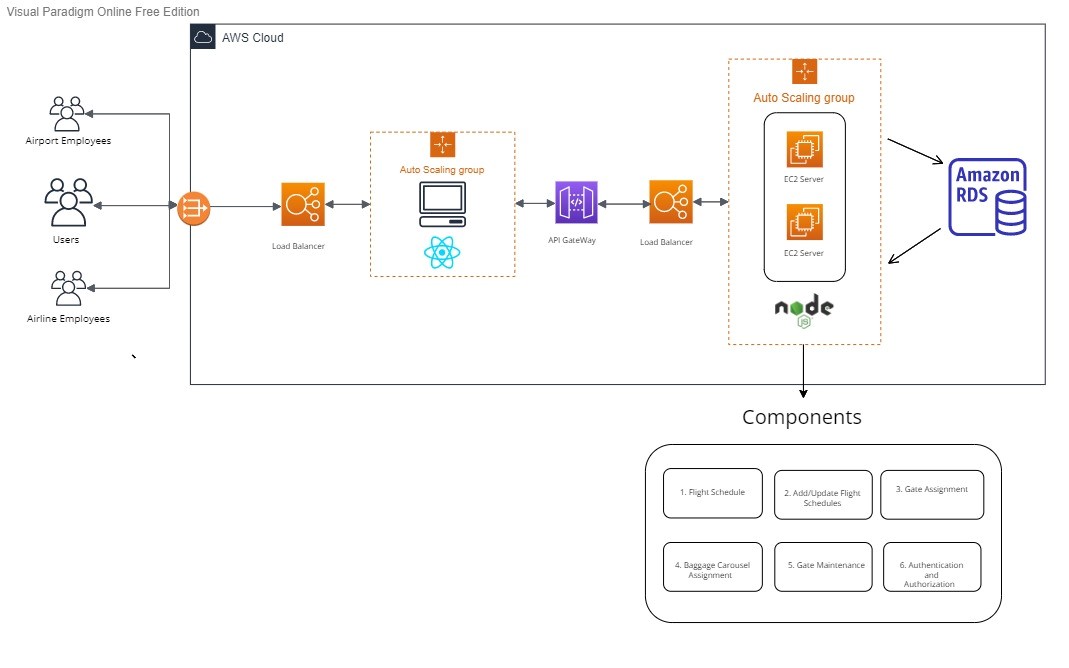 Visual Paradigm Online Free Edition
AWS Cloud
Airport Employees
Users
Airline Employees
Load Balancer
Auto Scaling group
API GateWay
Load Balancer
Auto Scaling group
EC2 Server
EC2 Server
node
JS
Amazon
RDS
Components
1. Flight Schedule
2. Add/Update Flight
Schedules
3. Gate Assignment
4. Baggage Carousel
Assignment
5. Gate Maintenance
6. Authentication
and
Authorization